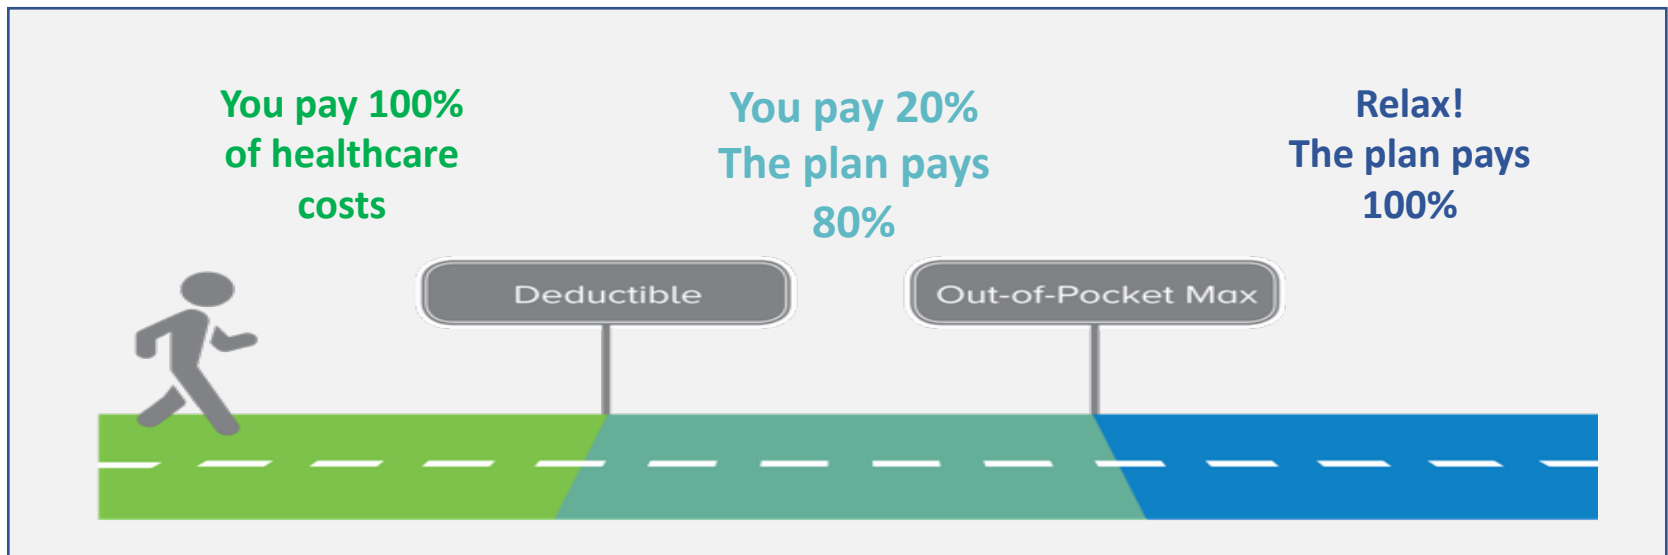 You pay 100%
of healthcare
costs
You pay 20%
The plan pays
80%
Relax!
The plan pays
100%
Deductible
Out-of-Pocket Max